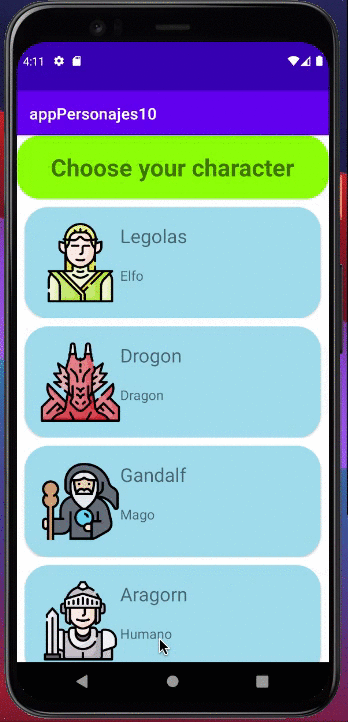 4:11
appPersonajes10
Choose your character
Legolas
Elfo
Drogon
Dragon
Gandalf
Mago
Aragorn
Humano